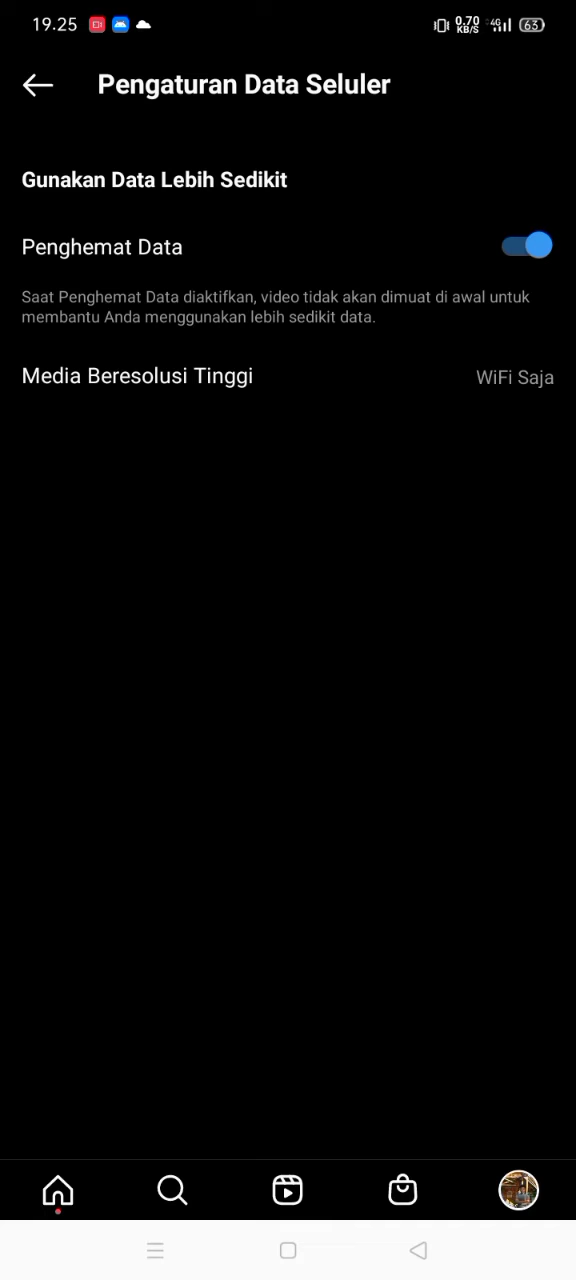 19.25
0.70
KB/S
4G
63
Pengaturan Data Seluler
Gunakan Data Lebih Sedikit
Penghemat Data
Saat Penghemat Data diaktifkan, video tidak akan dimuat di awal untuk
membantu Anda menggunakan lebih sedikit data.
Media Beresolusi Tinggi
WiFi Saja